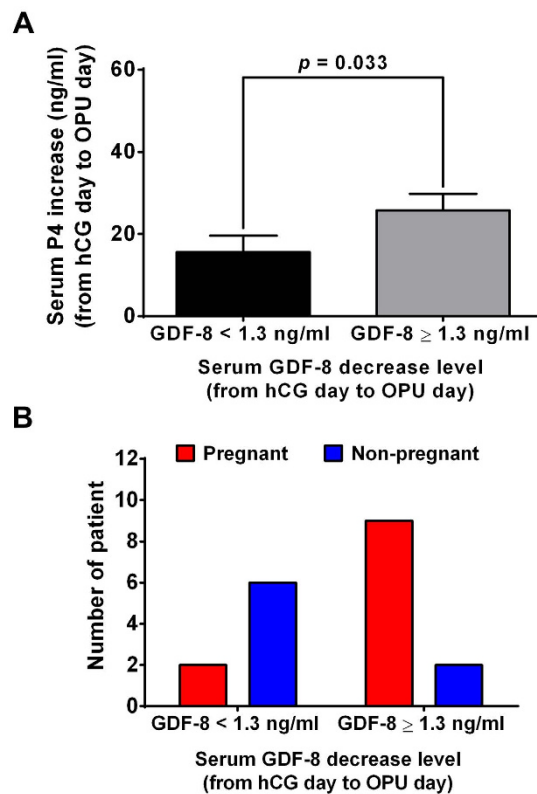 A
Serum P4 increase (ng/ml)
(from hCG day to OPU day)
60
40
20
0
p = 0.033
GDF-8 < 1.3 ng/ml
GDF-8 ≥ 1.3 ng/ml
Serum GDF-8 decrease level
(from hCG day to OPU day)
B
Number of patient
12
10
8
6
4
2
0
Pregnant
Non-pregnant
GDF-8 < 1.3 ng/ml
GDF-8 ≥ 1.3 ng/ml
Serum GDF-8 decrease level
(from hCG day to OPU day)